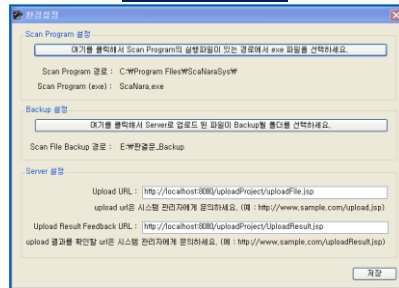 환경설정
Scan Program 설정
여기를 클릭해서 Scan Program의 실행파일이 있는 경로에서 exe 파일을 선택하세요.
Scan Program 경로 : C:₩Program Files₩ScaNaraSys₩
Scan Program (exe) : ScaNara.exe
Backup 설정
여기를 클릭해서 Server로 업로드 된 파일이 Backup될 폴더를 선택하세요.
Scan File Backup 경로 : E:₩판결문_Backup
Server 설정
Upload URL : http://localhost:8080/uploadProject/uploadFile.jsp
upload url은 시스템 관리자에게 문의하세요. (예 : http://www.sample.com/upload.jsp)
Upload Result Feedback URL : http://localhost:8080/uploadProject/UploadResult.jsp
upload 결과를 확인할 url은 시스템 관리자에게 문의하세요. (예 : http://www.sample.com/uploadResult.jsp)
저장